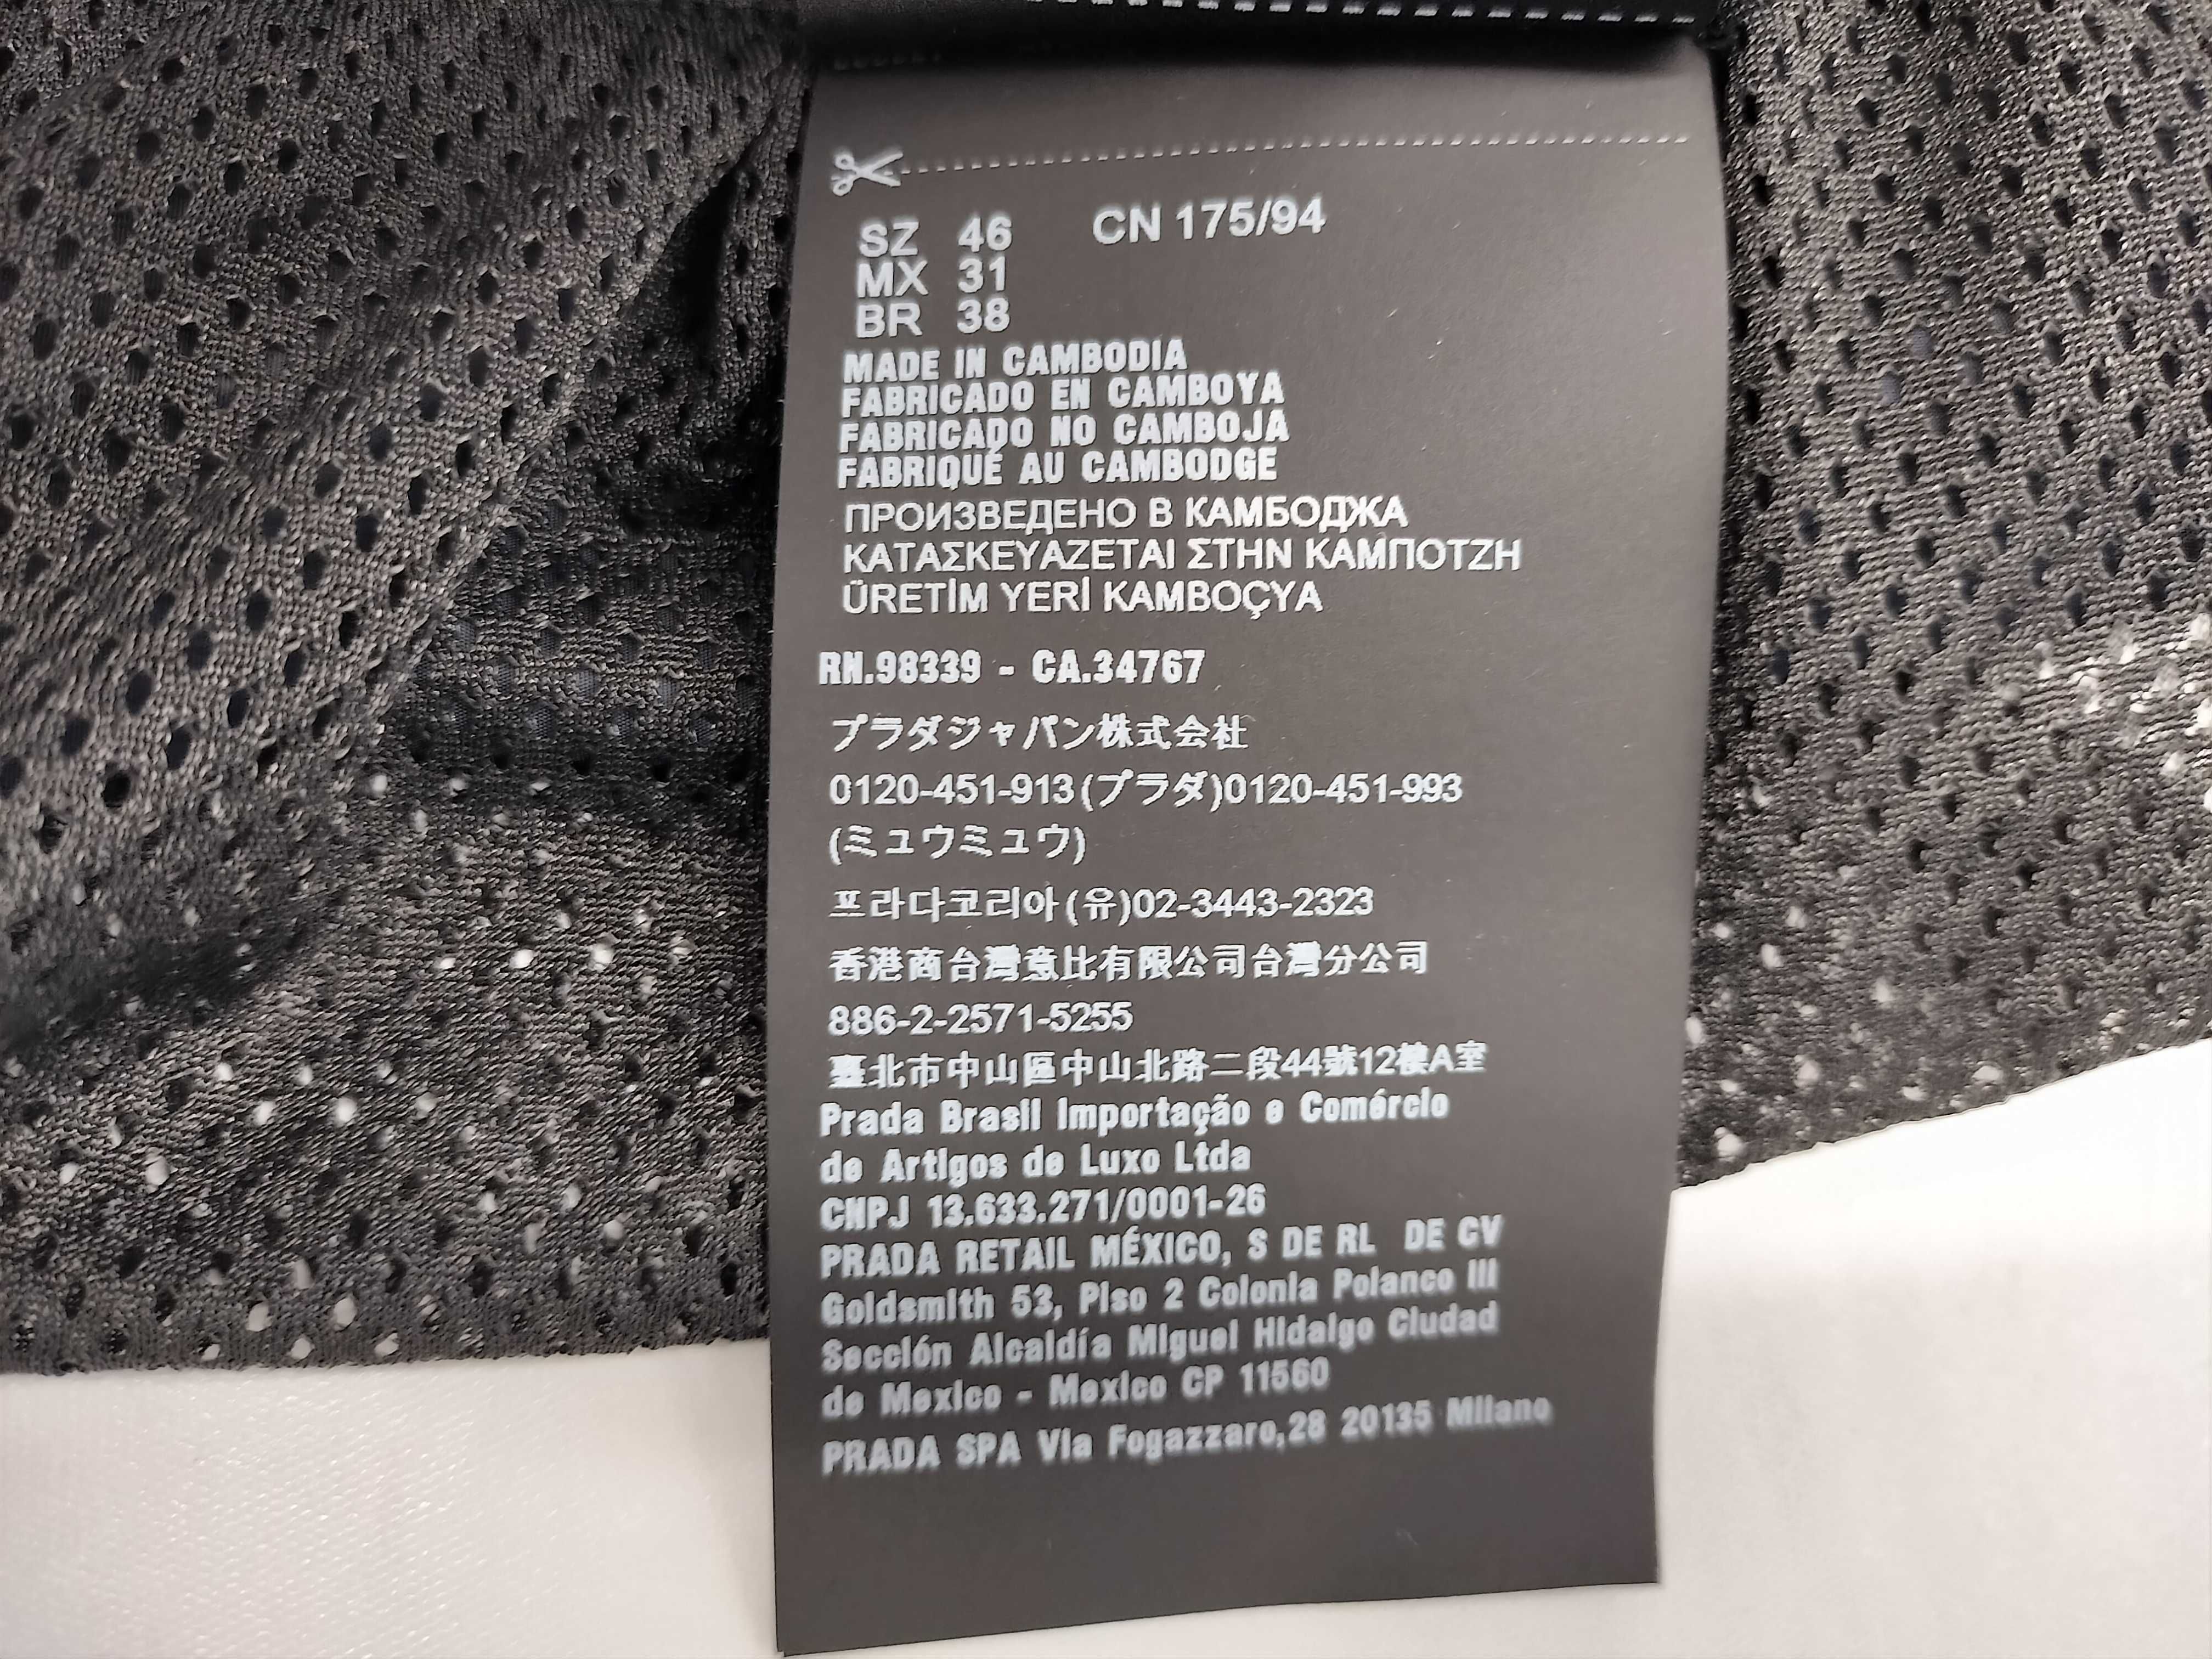 SZ 46 CN 175/94
MX 31
BR 38
MADE IN CAMBODIA
FABRICADO EN CAMBOYA
FABRICADO NO CAMBOJA
FABRIQUÉ AU CAMBODGE
ПРОИЗВЕДЕНО В КАМБОДЖА
ΚΑΤΑΣΚΕΥΑΖΕΤΑΙ ΣΤΗΝ ΚΑΜΠΟΤΖΗ
ÜRETİM YERİ KAMBOÇYA
RN.98339 - CA.34767
プラダジャパン株式会社
0120-451-913(プラダ)0120-451-993
(ミュウミュウ)
프라다코리아(유)02-3443-2323
香港商台灣意比有限公司台灣分公司
886-2-2571-5255
臺北市中山區中山北路二段44號12樓A室
Prada Brasil Importação e Comércio
de Artigos de Luxo Ltda
CNPJ 13.633.271/0001-26
PRADA RETAIL MÉXICO, S DE RL DE CV
Goldsmith 53, Piso 2 Colonia Polanco III
Sección Alcaldía Miguel Hidalgo Ciudad
de Mexico - Mexico CP 11560
PRADA SPA Via Fogazzaro,28 20135 Milano